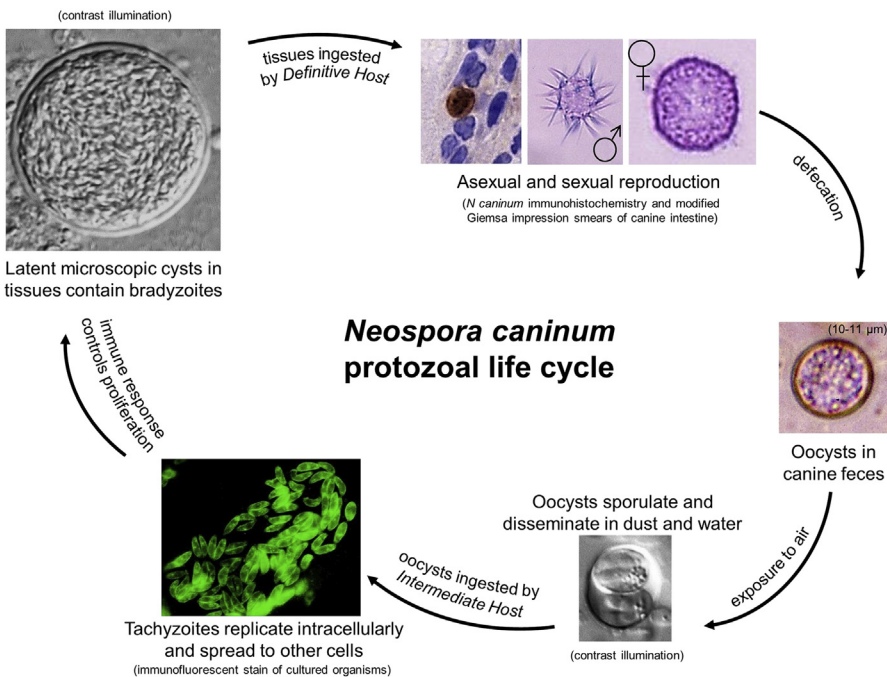 (contrast illumination)
tissues ingested
by Definitive Host
♀
♂
Asexual and sexual reproduction
(N caninum immunohistochemistry and modified
Giemsa impression smears of canine intestine)
defecation
Latent microscopic cysts in
tissues contain bradyzoites
Neospora caninum
protozoal life cycle
(10-11 µm)
immune response
controls proliferation
Oocysts in
canine feces
Oocysts sporulate and
disseminate in dust and water
exposure to air
oocysts ingested by
Intermediate Host
Tachyzoites replicate intracellularly
and spread to other cells
(immunofluorescent stain of cultured organisms)
(contrast illumination)